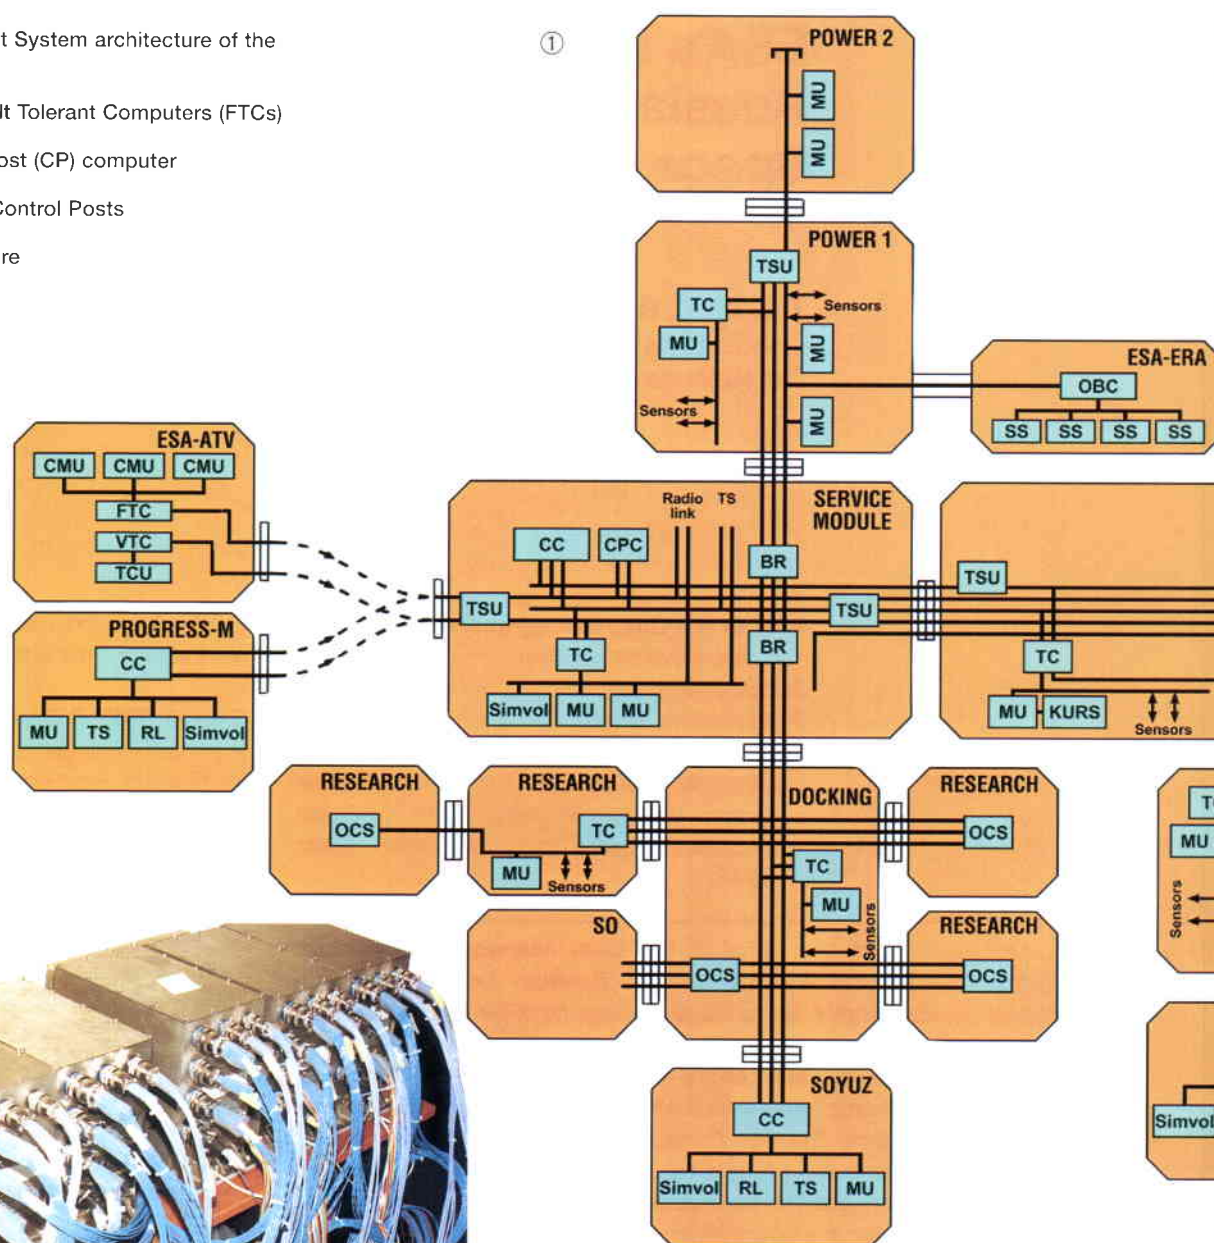 t System architecture of the
lt Tolerant Computers (FTCs)
ost (CP) computer
Control Posts
re
①
POWER 2
MU
MU
POWER 1
TSU
TC
Sensors
MU
MU
Sensors
MU
ESA-ERA
OBC
SS SS SS SS
ESA-ATV
CMU CMU CMU
FTC
VTC
TCU
PROGRESS-M
CC
MU TS RL Simvol
SERVICE
MODULE
Radio
link
TS
CC CPC
BR
TSU
TSU
BR
TC
Simvol MU MU
TSU
TC
MU KURS
Sensors
RESEARCH
OCS
RESEARCH
TC
MU
Sensors
DOCKING
TC
MU
Sensors
RESEARCH
OCS
SO
OCS
RESEARCH
OCS
SOYUZ
CC
Simvol RL TS MU
MU
Sensors
Simvol